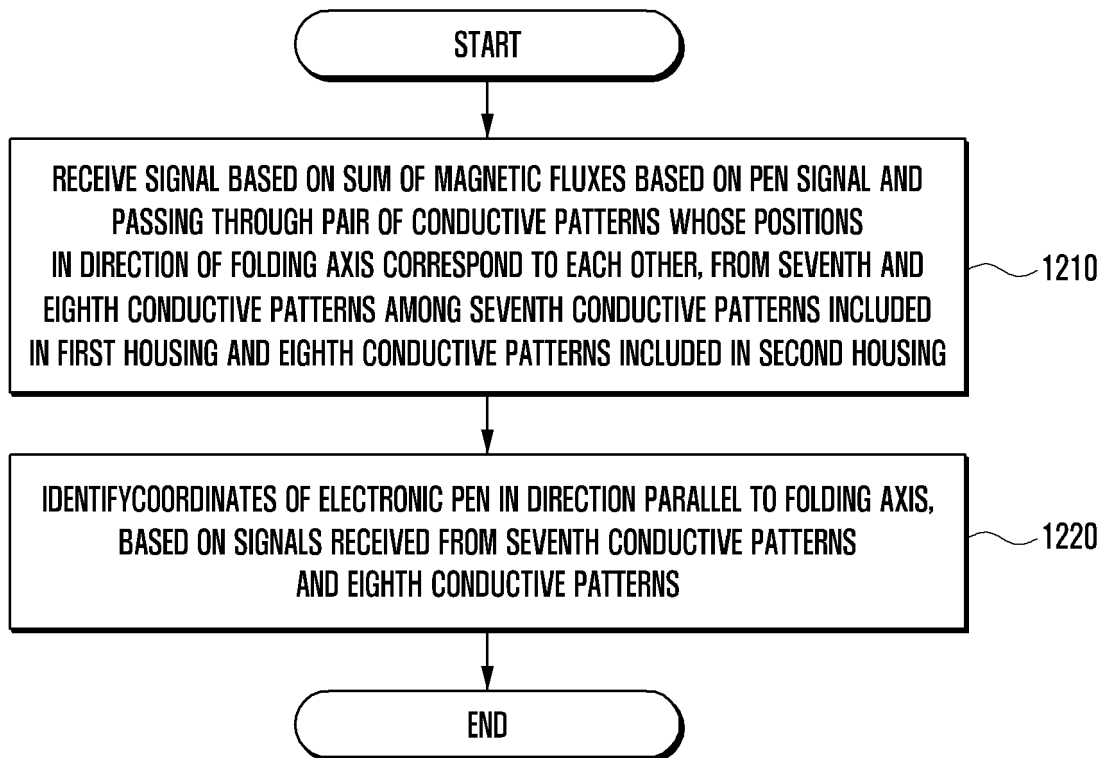 START
RECEIVE SIGNAL BASED ON SUM OF MAGNETIC FLUXES BASED ON PEN SIGNAL AND
PASSING THROUGH PAIR OF CONDUCTIVE PATTERNS WHOSE POSITIONS
IN DIRECTION OF FOLDING AXIS CORRESPOND TO EACH OTHER, FROM SEVENTH AND
EIGHTH CONDUCTIVE PATTERNS AMONG SEVENTH CONDUCTIVE PATTERNS INCLUDED
IN FIRST HOUSING AND EIGHTH CONDUCTIVE PATTERNS INCLUDED IN SECOND HOUSING
1210
IDENTIFYCOORDINATES OF ELECTRONIC PEN IN DIRECTION PARALLEL TO FOLDING AXIS,
BASED ON SIGNALS RECEIVED FROM SEVENTH CONDUCTIVE PATTERNS
AND EIGHTH CONDUCTIVE PATTERNS
1220
END